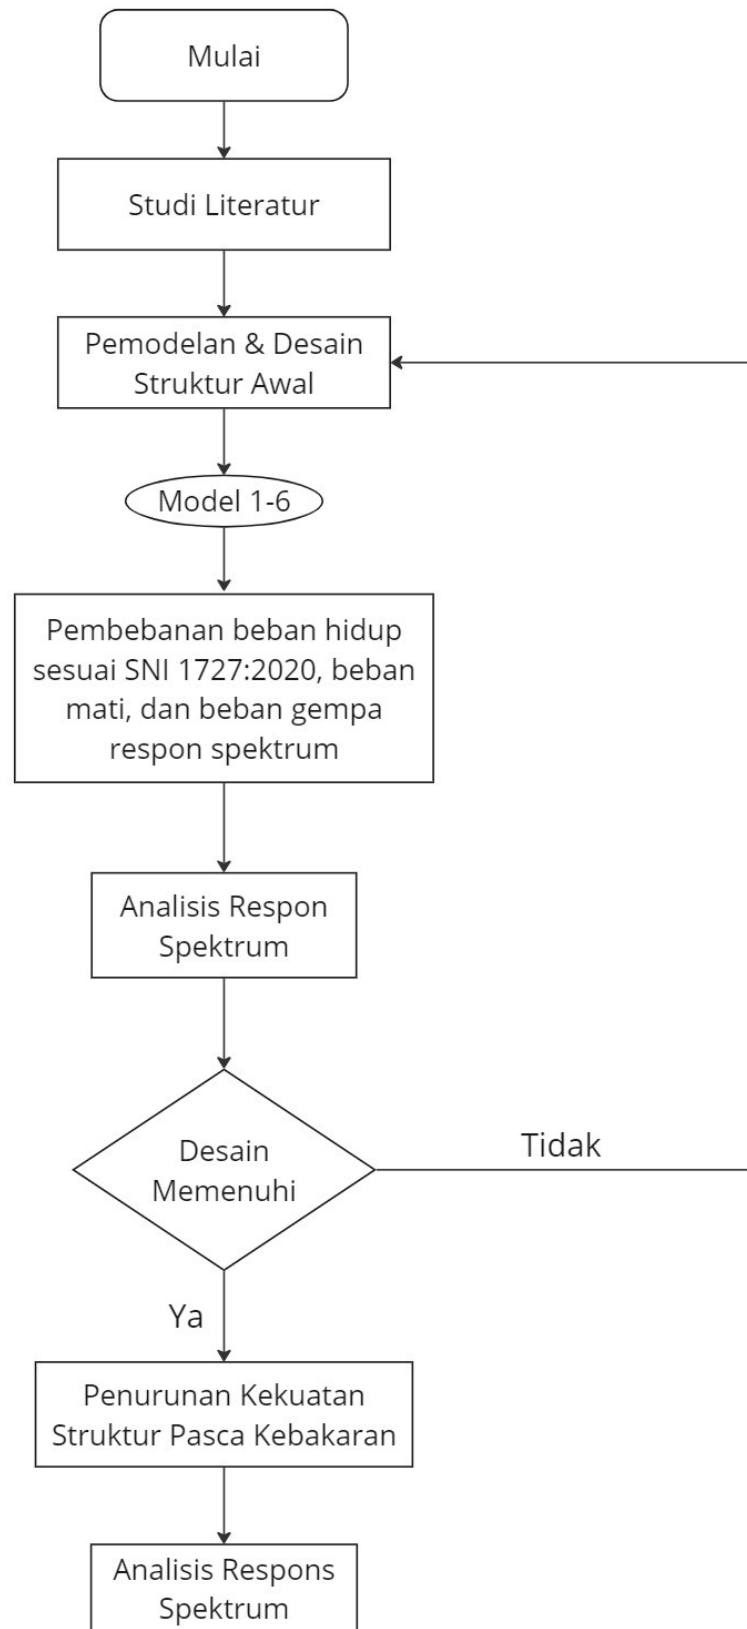 Mulai
Studi Literatur
Pemodelan & Desain
Struktur Awal
Model 1-6
Pembebanan beban hidup
sesuai SNI 1727:2020, beban
mati, dan beban gempa
respon spektrum
Analisis Respon
Spektrum
Desain
Memenuhi
Tidak
Ya
Penurunan Kekuatan
Struktur Pasca Kebakaran
Analisis Respons
Spektrum